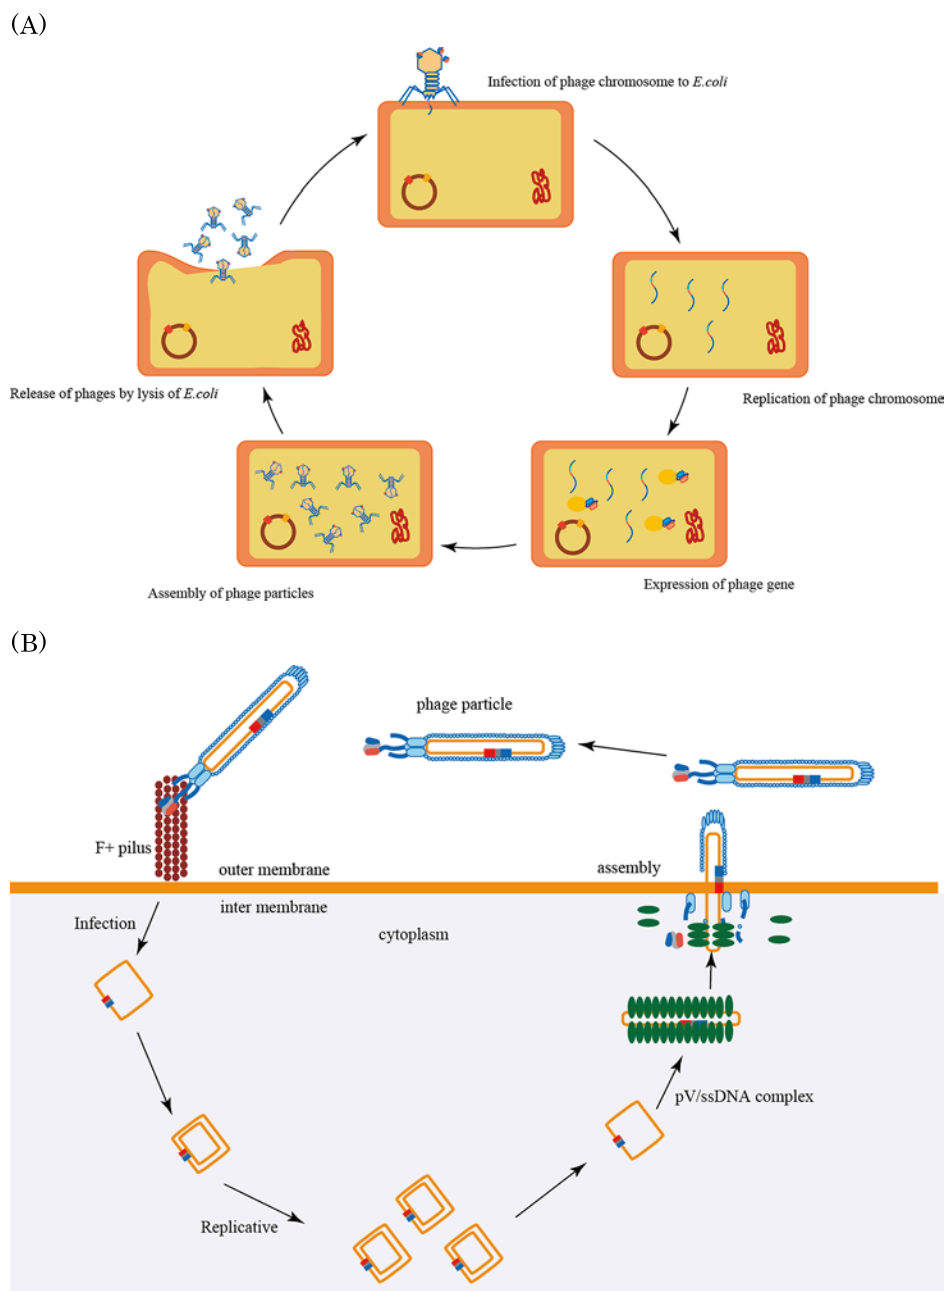 (A)
Infection of phage chromosome to E.coli
Replication of phage chromosome
Release of phages by lysis of E.coli
Expression of phage gene
Assembly of phage particles
(B)
phage particle
F+ pilus
outer membrane
assembly
inter membrane
Infection
cytoplasm
pV/ssDNA complex
Replicative